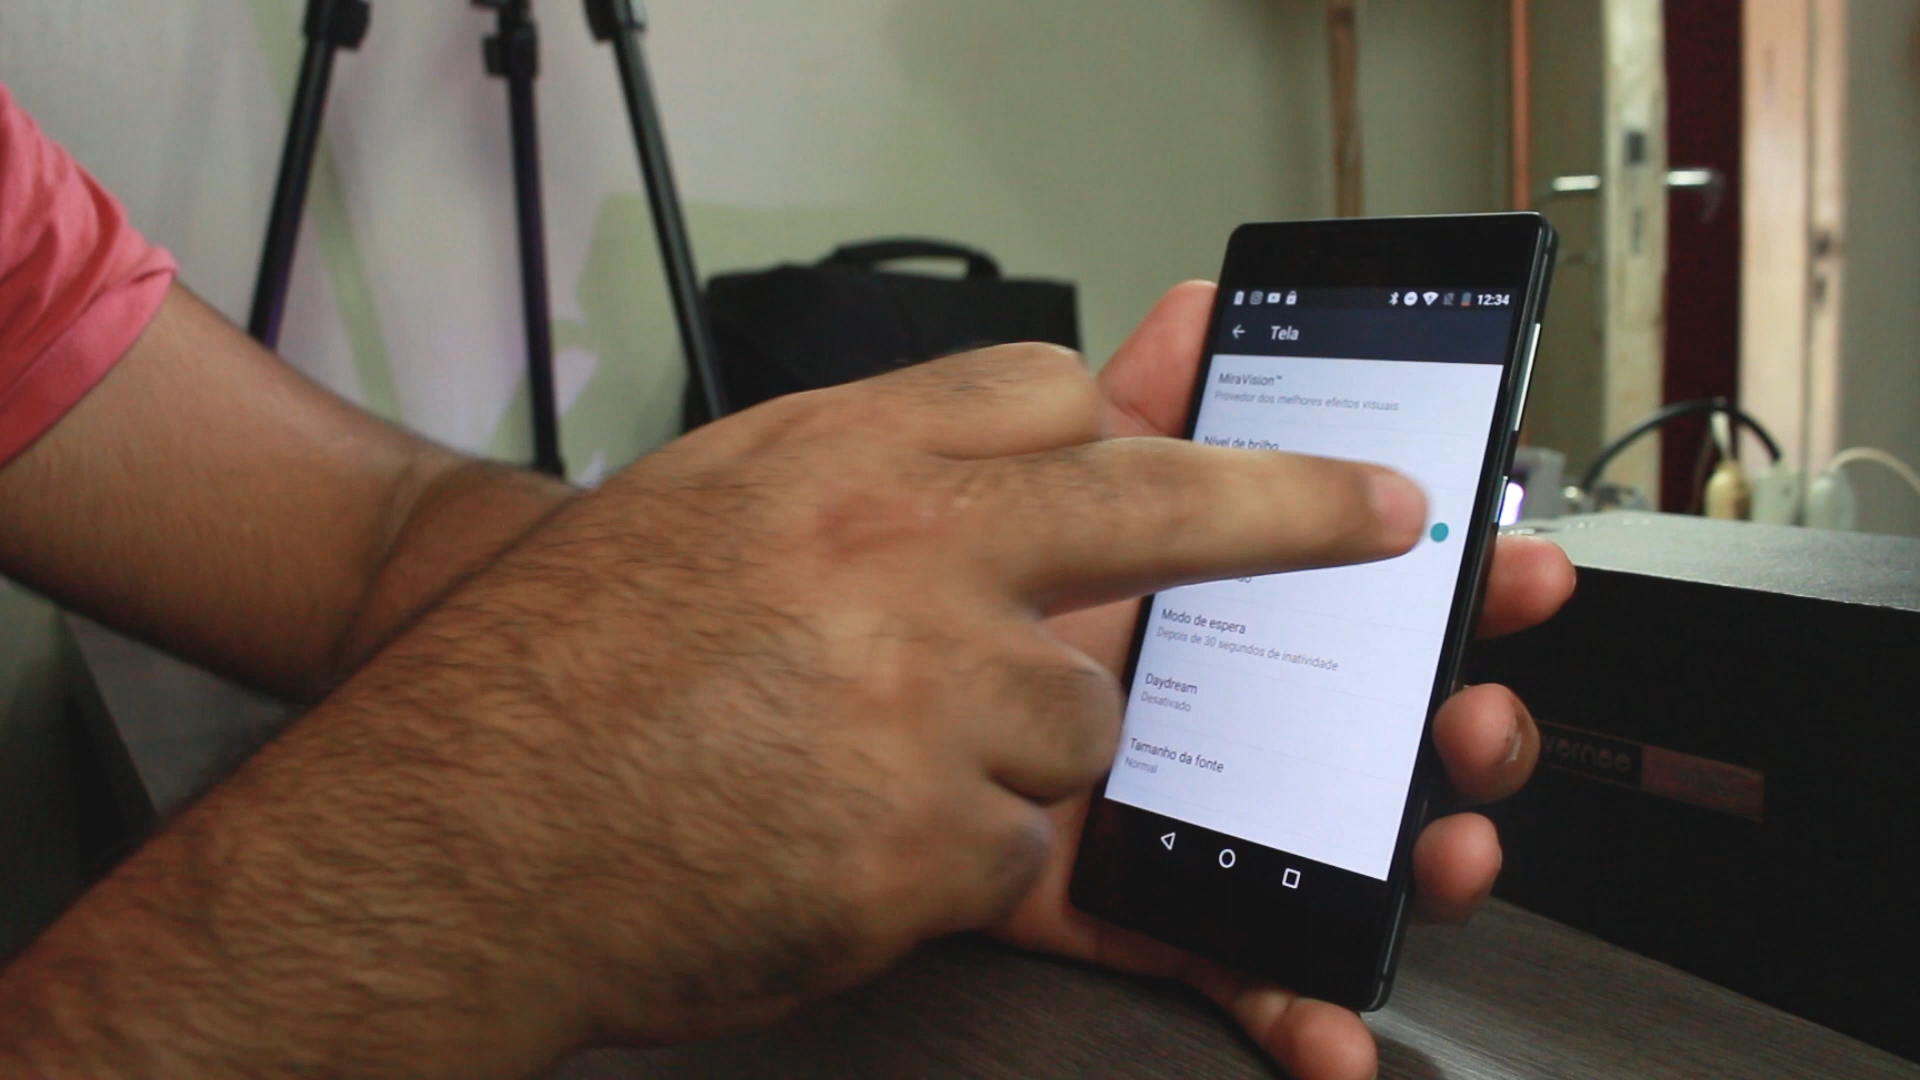 12:34
Tela
MiraVision™
Provedor dos melhores efeitos visuais
Nível de brilho
Modo de espera
Depois de 30 segundos de inatividade
Daydream
Desativado
Tamanho da fonte
Normal
vernee